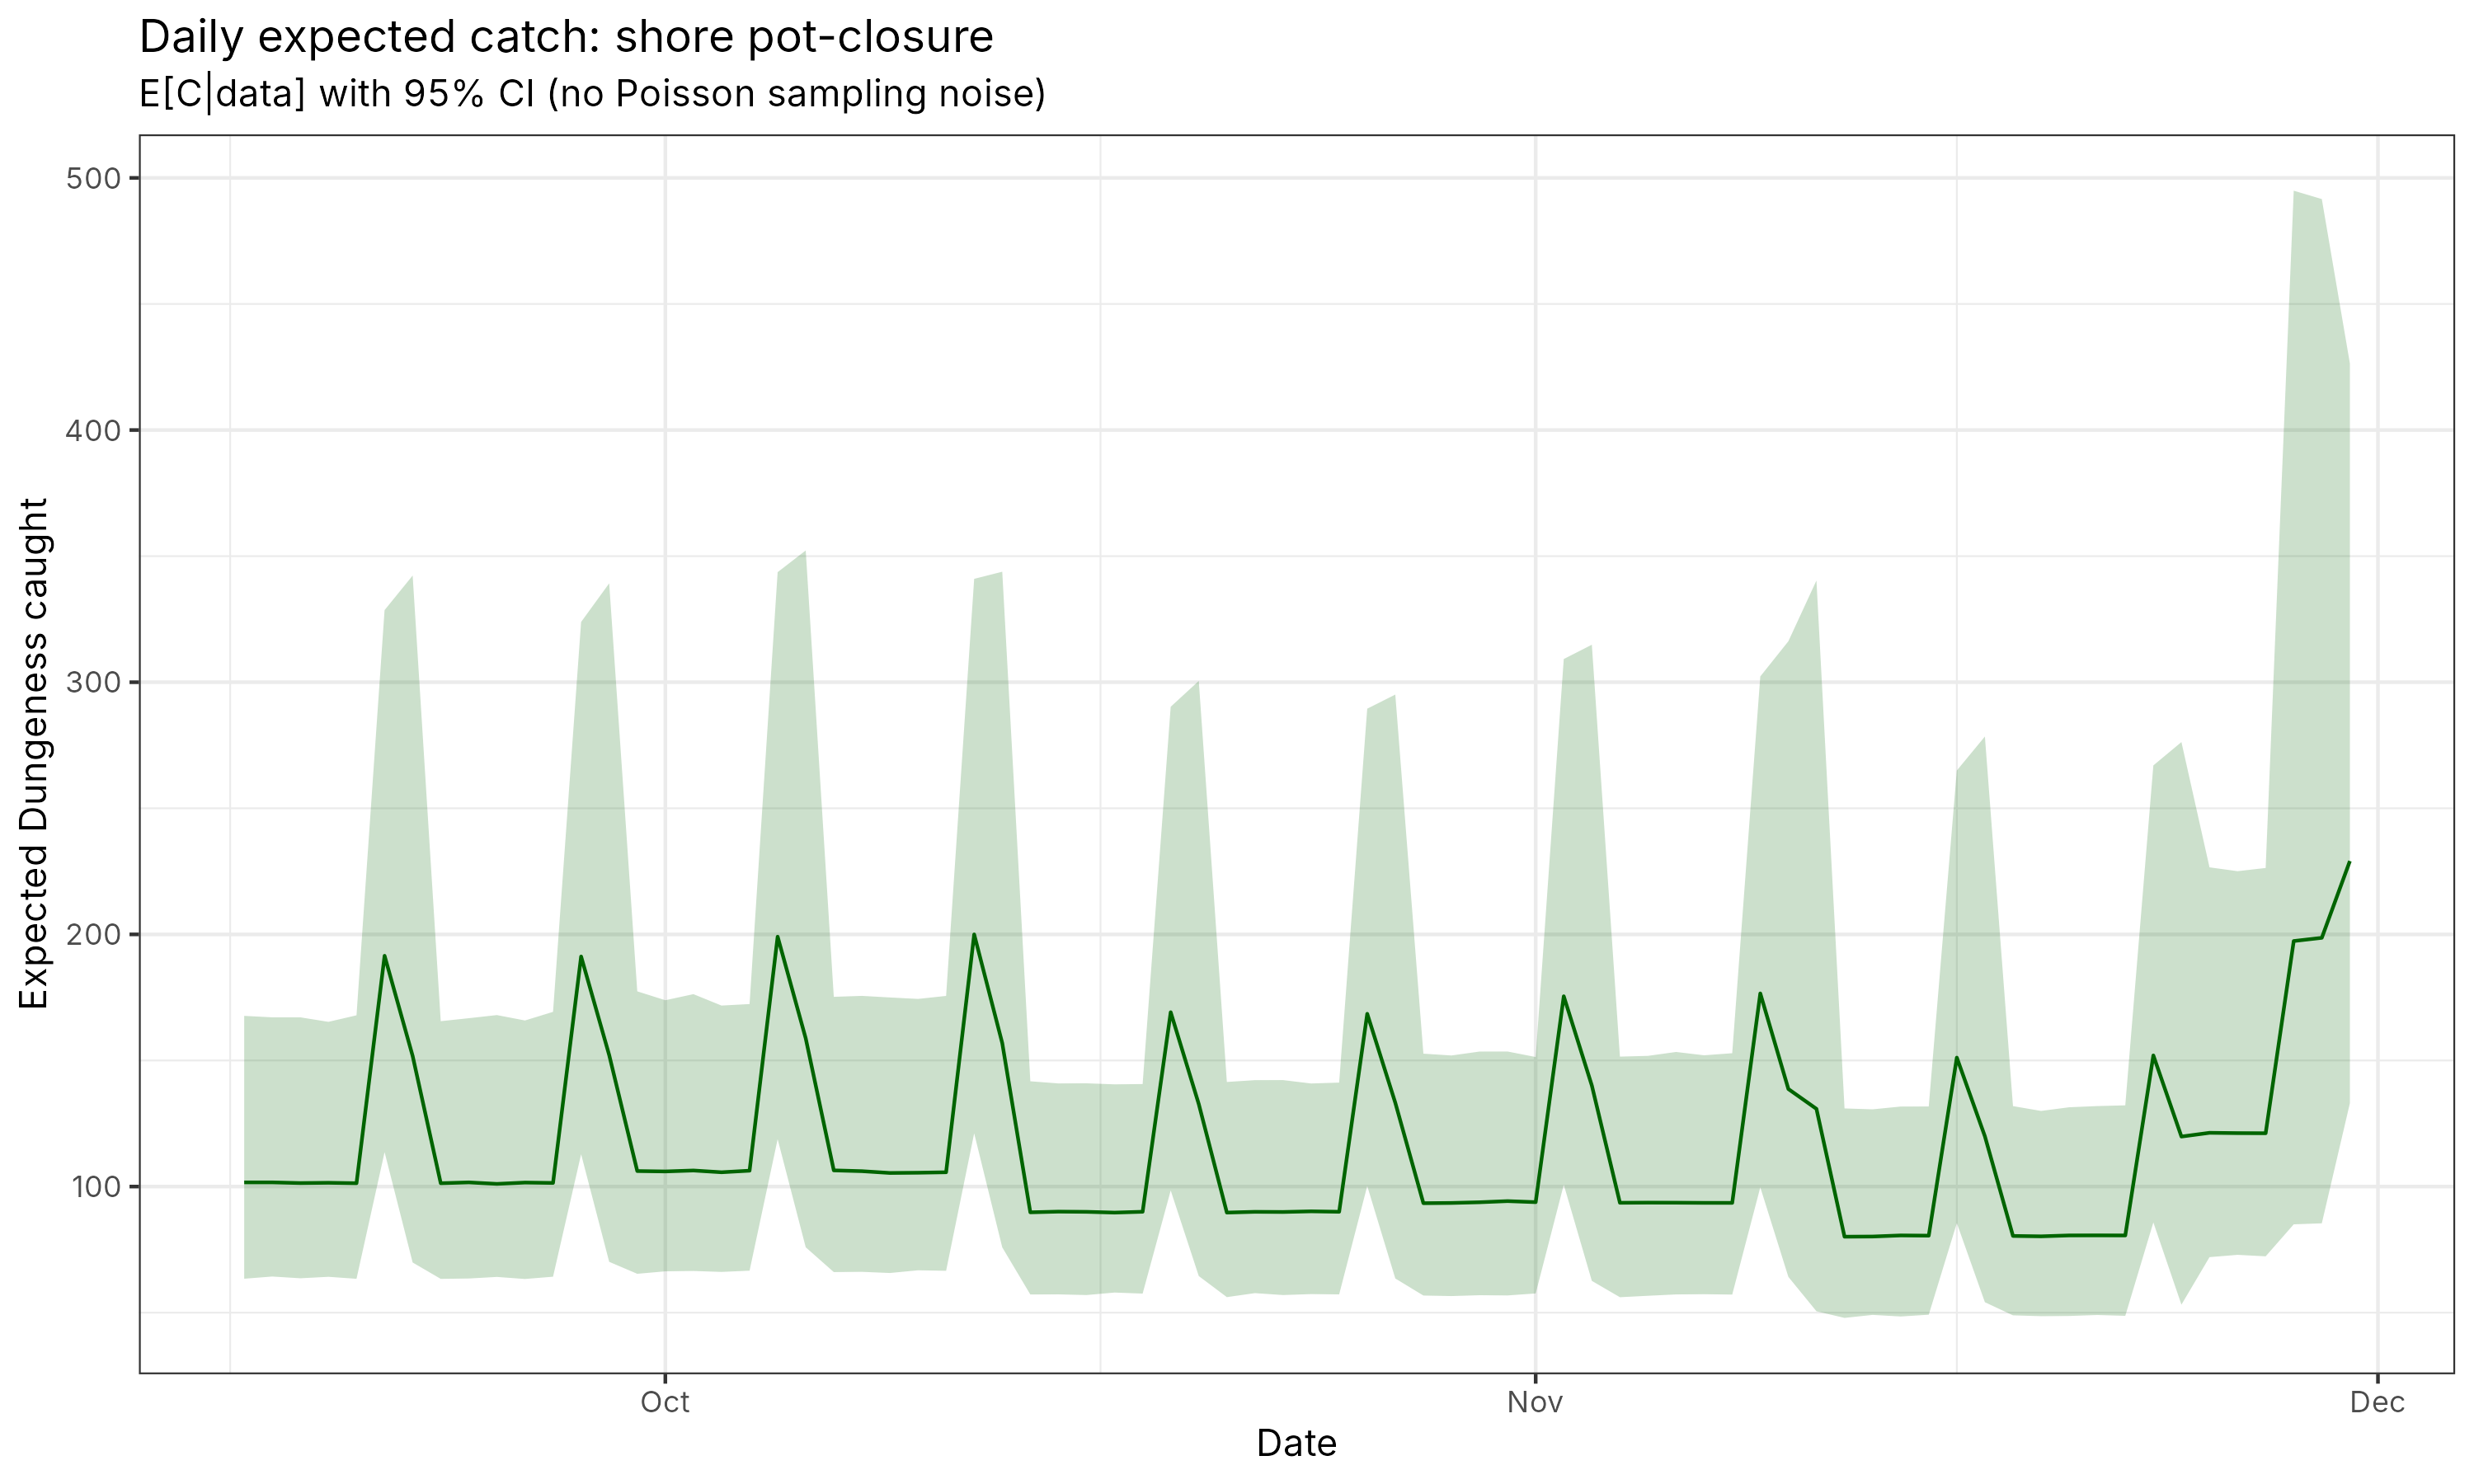 Daily expected catch: shore pot-closure
E[C|data] with 95% CI (no Poisson sampling noise)
Expected Dungeness caught
500
400
300
200
100
Oct
Nov
Dec
Date